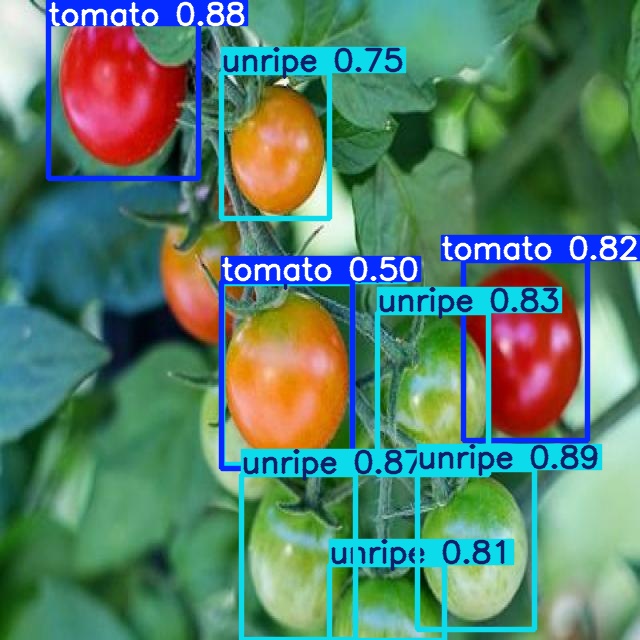 tomato 0.88
unripe 0.75
tomato 0.82
tomato 0.50
unripe 0.83
unripe 0.87
unripe 0.89
unripe 0.81